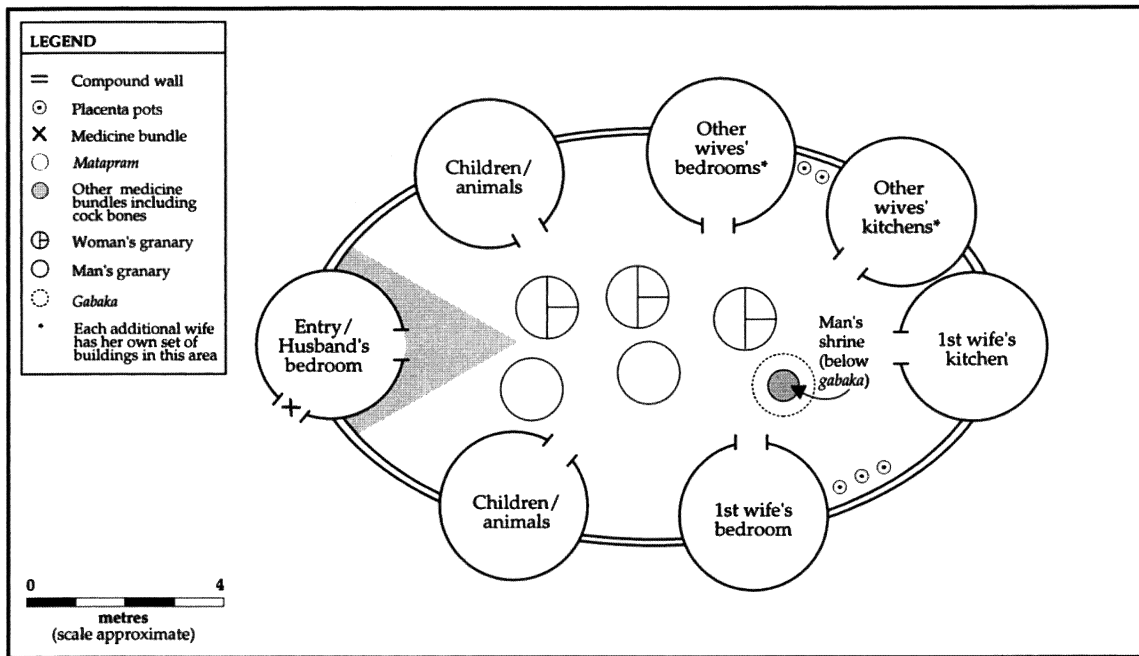 LEGEND
Compound wall
Placenta pots
Medicine bundle
Matapram
Other medicine
bundles including
cock bones
Woman's granary
Man's granary
Gabaka
* Each additional wife
has her own set of
buildings in this area
Children/
animals
Other
wives'
bedrooms*
Other
wives'
kitchens*
Entry/
Husband's
bedroom
Man's
shrine
(below
gabaka)
1st wife's
kitchen
Children/
animals
1st wife's
bedroom
0 4
metres
(scale approximate)